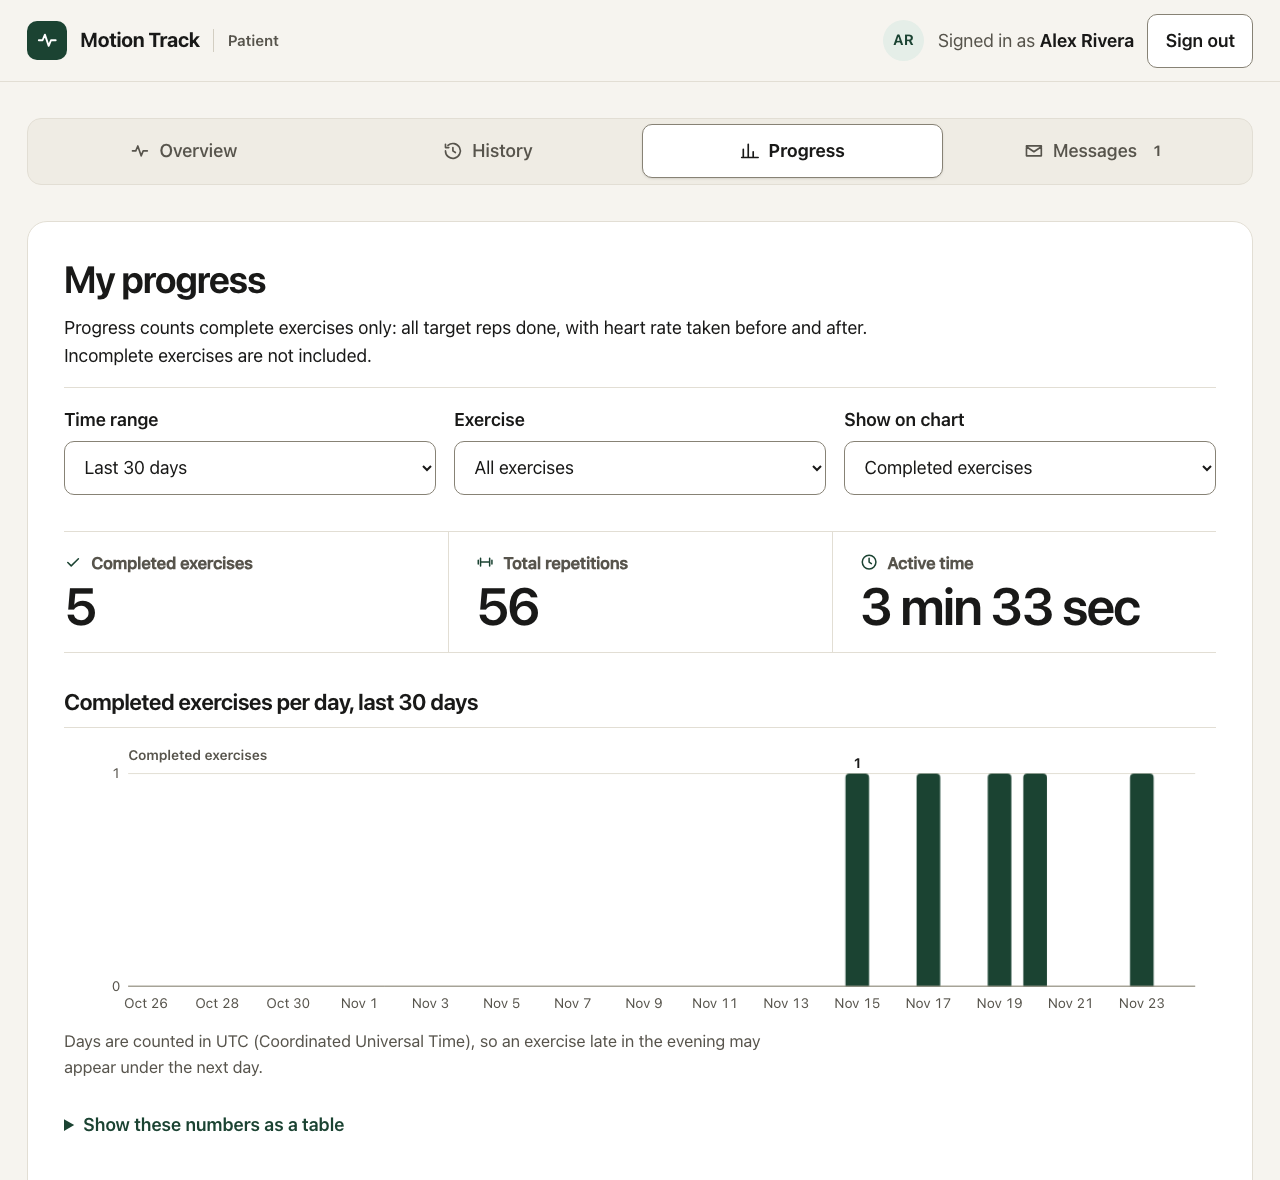 Motion Track
Patient
AR
Signed in as Alex Rivera
Sign out
Overview
History
Progress
Messages 1
My progress
Progress counts complete exercises only: all target reps done, with heart rate taken before and after.
Incomplete exercises are not included.
Time range
Exercise
Show on chart
Last 30 days
All exercises
Completed exercises
Completed exercises
Total repetitions
Active time
5
56
3 min 33 sec
Completed exercises per day, last 30 days
Completed exercises
1
1
0
Oct 26 Oct 28 Oct 30 Nov 1 Nov 3 Nov 5 Nov 7 Nov 9 Nov 11 Nov 13 Nov 15 Nov 17 Nov 19 Nov 21 Nov 23
Days are counted in UTC (Coordinated Universal Time), so an exercise late in the evening may
appear under the next day.
Show these numbers as a table